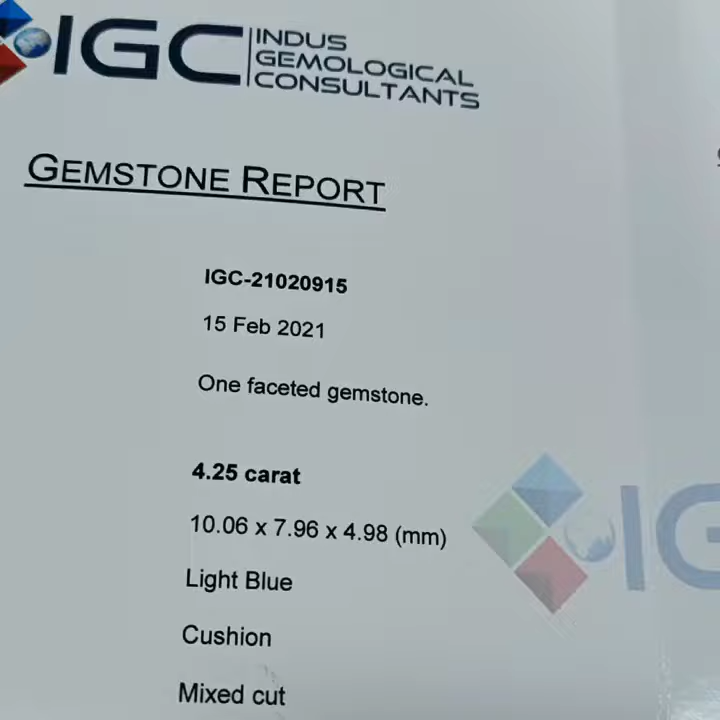 IGC INDUS
GEMOLOGICAL
CONSULTANTS
GEMSTONE REPORT
IGC-21020915
15 Feb 2021
One faceted gemstone.
4.25 carat
10.06 x 7.96 x 4.98 (mm)
Light Blue
Cushion
Mixed cut